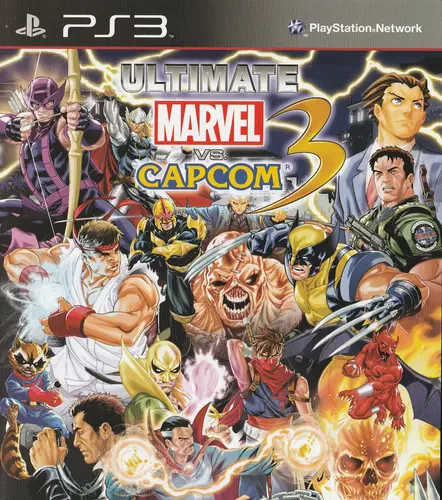 PS3
PlayStation®Network
ULTIMATE
MARVEL
VS.
CAPCOM® 3